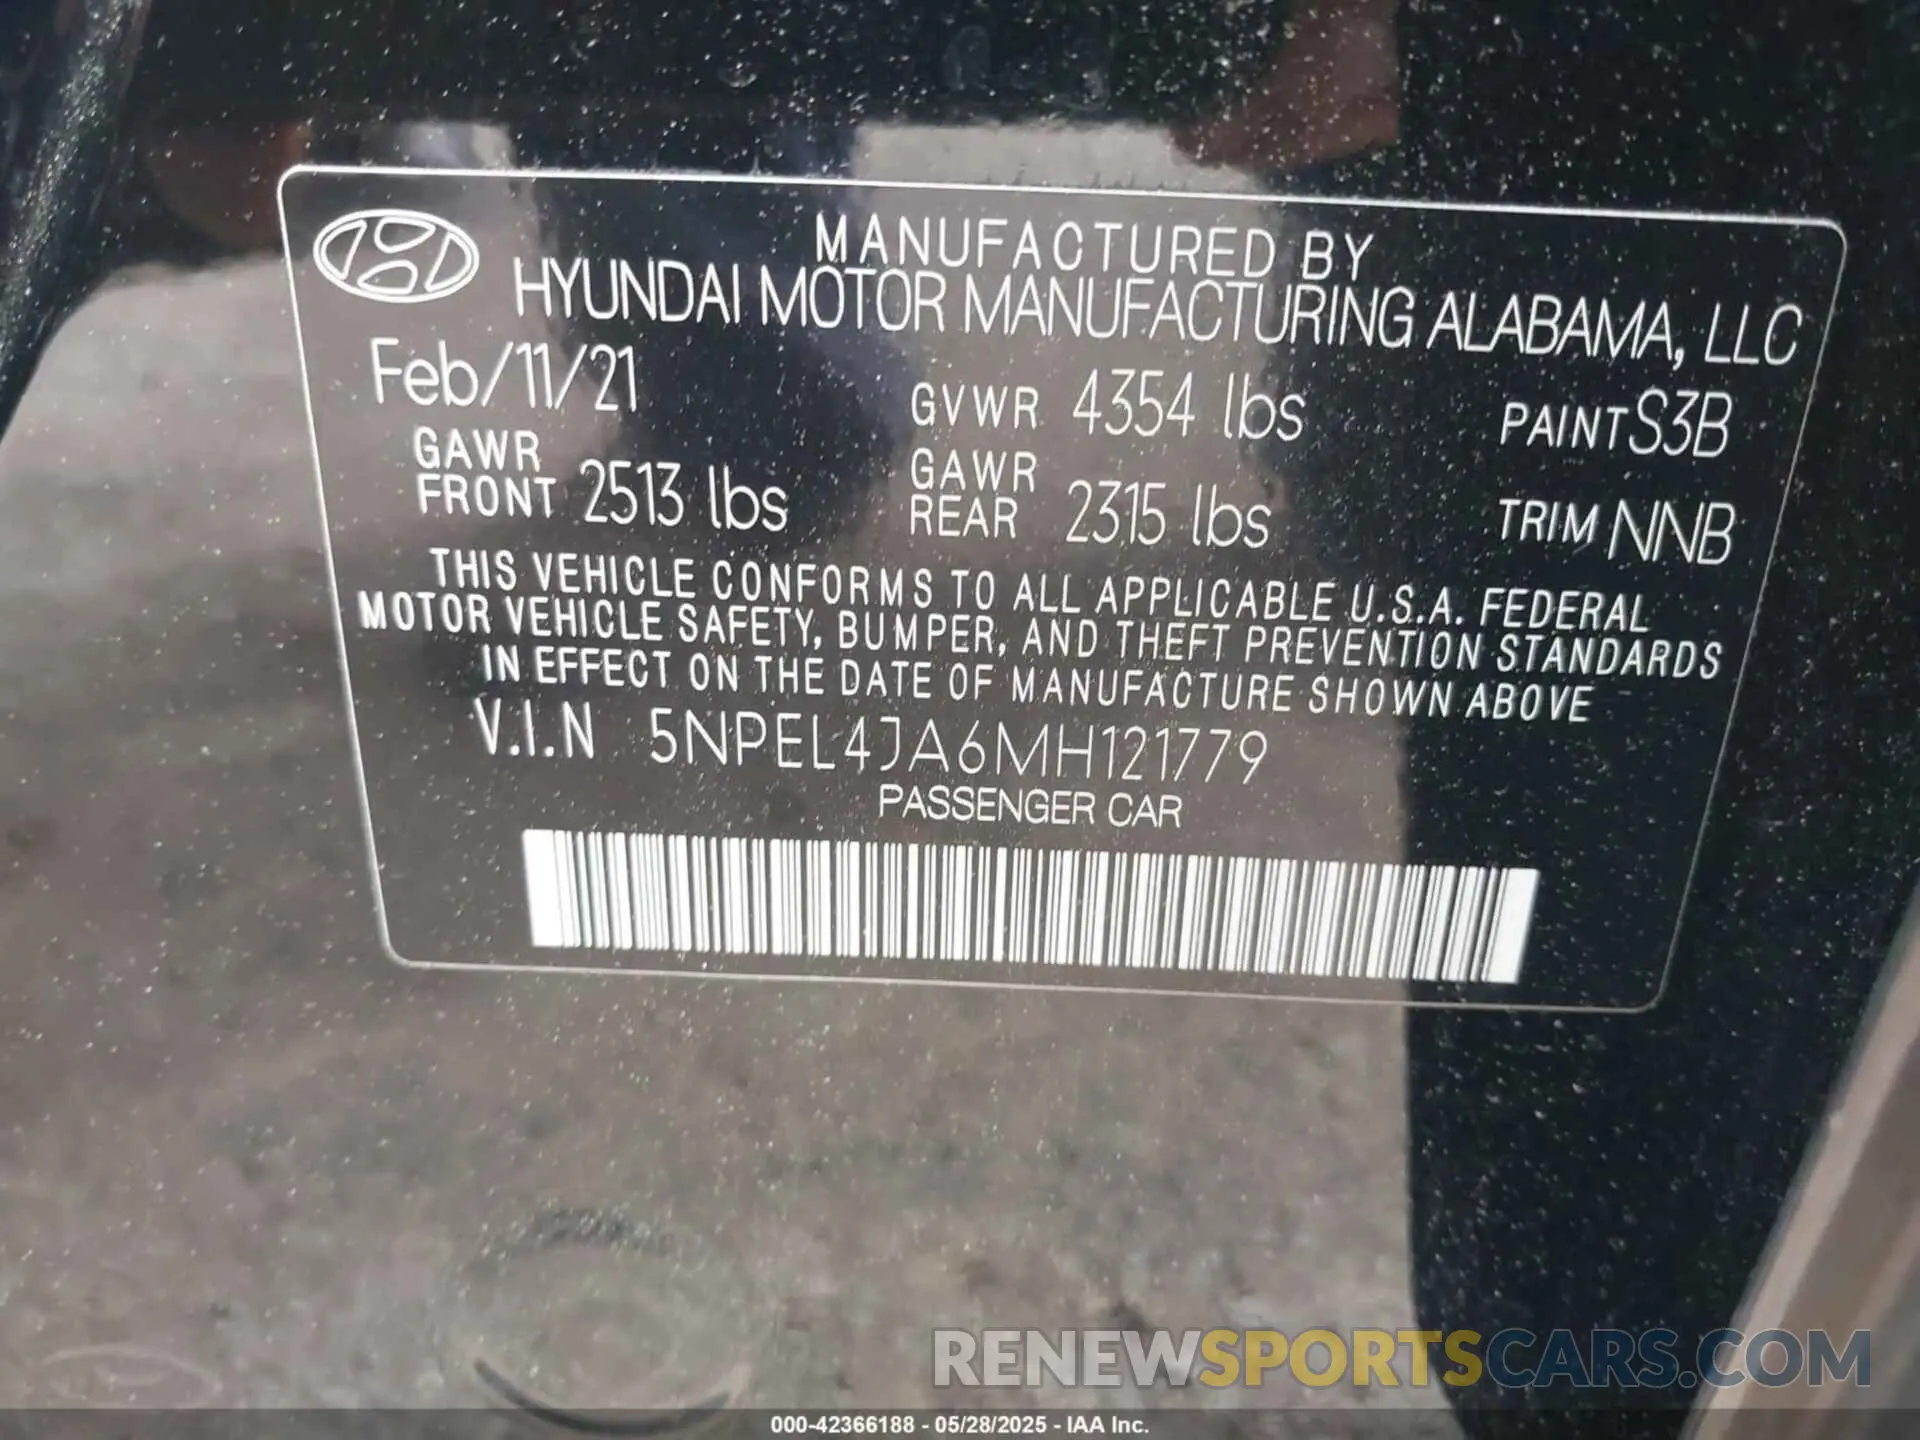 MANUFACTURED BY
HYUNDAI MOTOR MANUFACTURING ALABAMA, LLC
Feb/11/21 GVWR 4354 lbs PAINT S3B
GAWR FRONT 2513 lbs GAWR REAR 2315 lbs TRIM NNB
THIS VEHICLE CONFORMS TO ALL APPLICABLE U.S.A. FEDERAL
MOTOR VEHICLE SAFETY, BUMPER, AND THEFT PREVENTION STANDARDS
IN EFFECT ON THE DATE OF MANUFACTURE SHOWN ABOVE
V.I.N 5NPEL4JA6MH121779
PASSENGER CAR
RENEWSPORTSCARS.COM
000-42366188 - 05/28/2025 - IAA Inc.